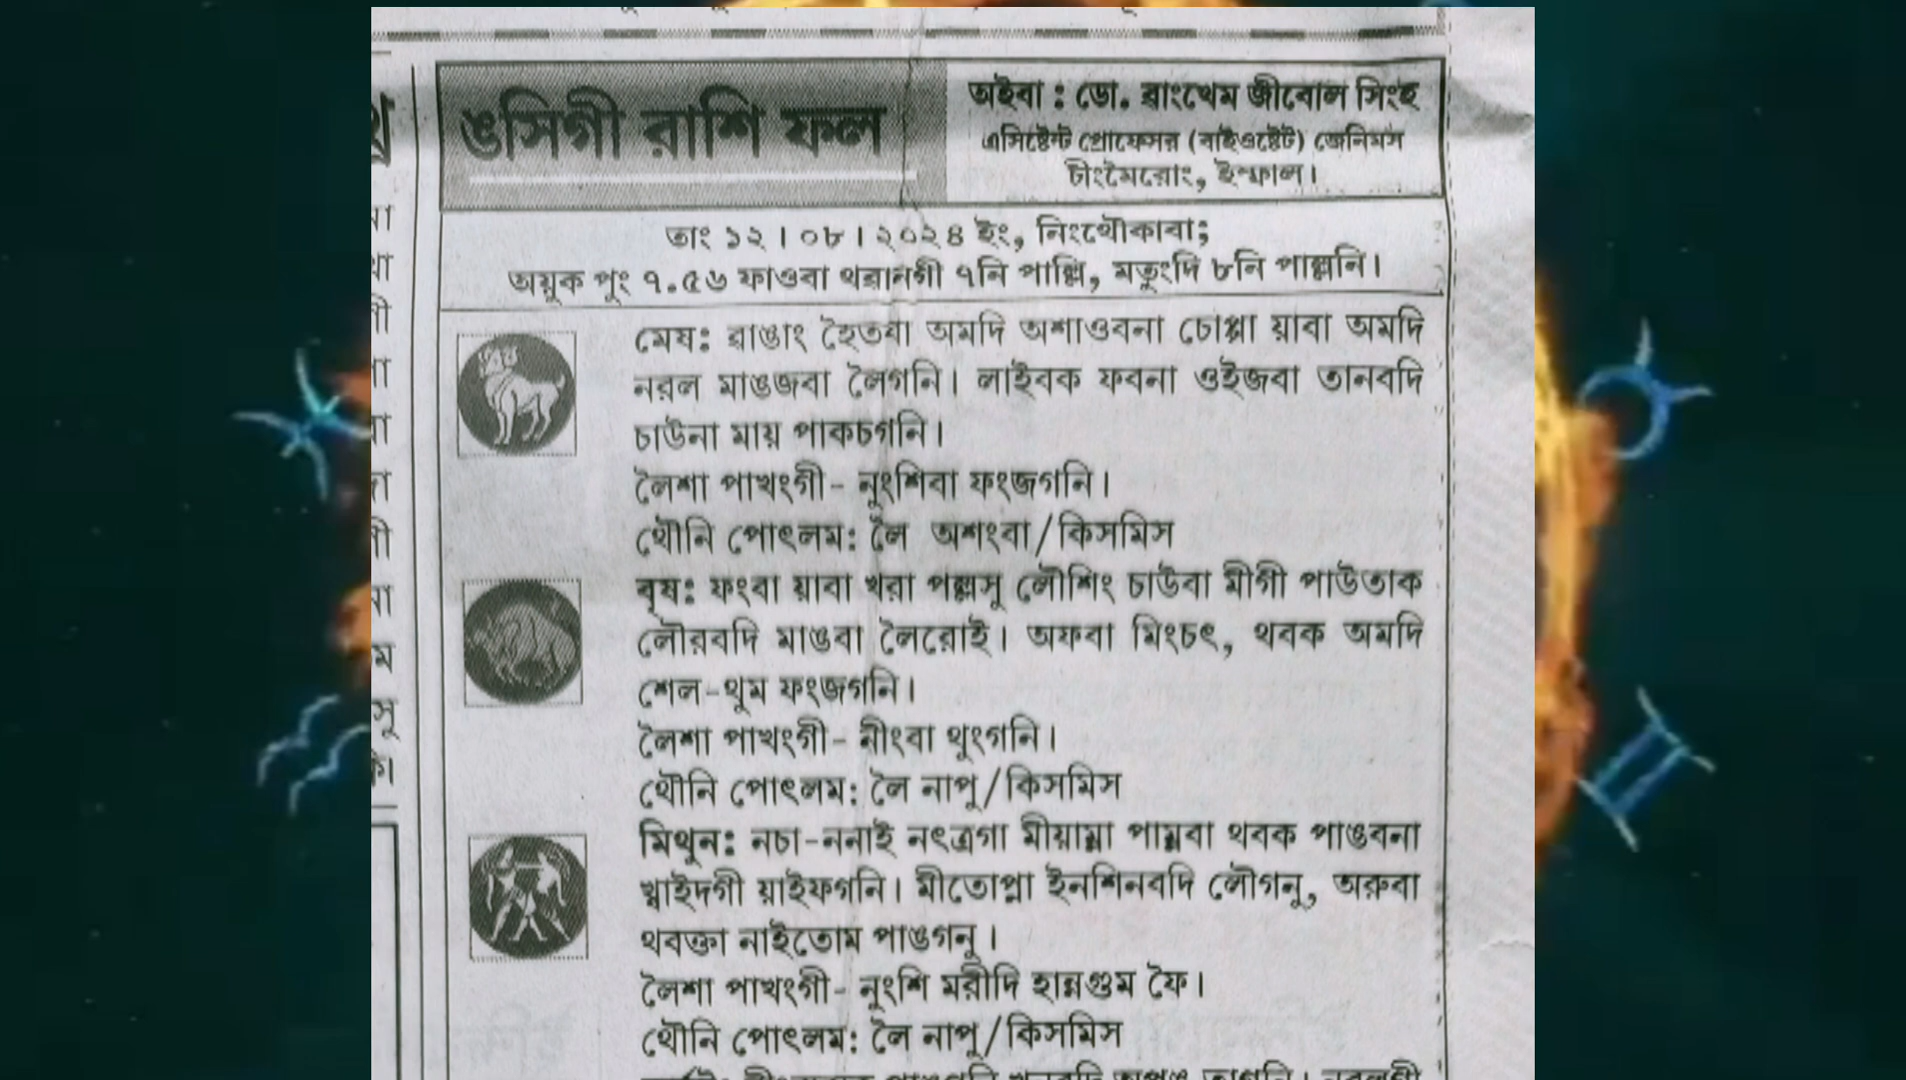 ঙসিগী রাশি ফল
অইবা : ডো. ৱাংখেম জীবোল সিংহ
এসিষ্টেন্ট প্রোফেসর (বাইওষ্টেট) জেনিমস
চীংমৈরোং, ইম্ফাল।
তাং ১২।০৮।২০২৪ ইং, নিংথৌকাবা;
অয়ুক পুং ৭.৫৬ ফাওবা থৱানগী ৭নি পাল্লি, মতুংদি ৮নি পাল্লনি।
মেষ: ৱাঙাং হৈতবা অমদি অশাওবনা চোপ্পা য়াবা অমদি
নৱল মাঙজবা লৈগনি। লাইবক ফবনা ওইজবা তানবদি
চাউনা মায় পাকচগনি।
লৈশা পাখংগী- নুংশিবা ফংজগনি।
থৌনি পোৎলম: লৈ অশংবা/কিসমিস
বৃষ: ফংবা য়াবা খরা পল্লসু লৌশিং চাউবা মীগী পাউতাক
লৌরবদি মাঙবা লৈরোই। অফবা মিংচৎ, থবক অমদি
শেল-থুম ফংজগনি।
লৈশা পাখংগী- নীংবা থুংগনি।
থৌনি পোৎলম: লৈ নাপু/কিসমিস
মিথুন: নচা-ননাই নৎত্রগা মীয়াম্না পাম্নবা থবক পাঙবনা
খ্বাইদগী য়াইফগনি। মীতোপ্না ইনশিনবদি লৌগনু, অরুবা
থবক্তা নাইতোম পাঙগনু।
লৈশা পাখংগী- নুংশি মরীদি হান্নগুম ফৈ।
থৌনি পোৎলম: লৈ নাপু/কিসমিস